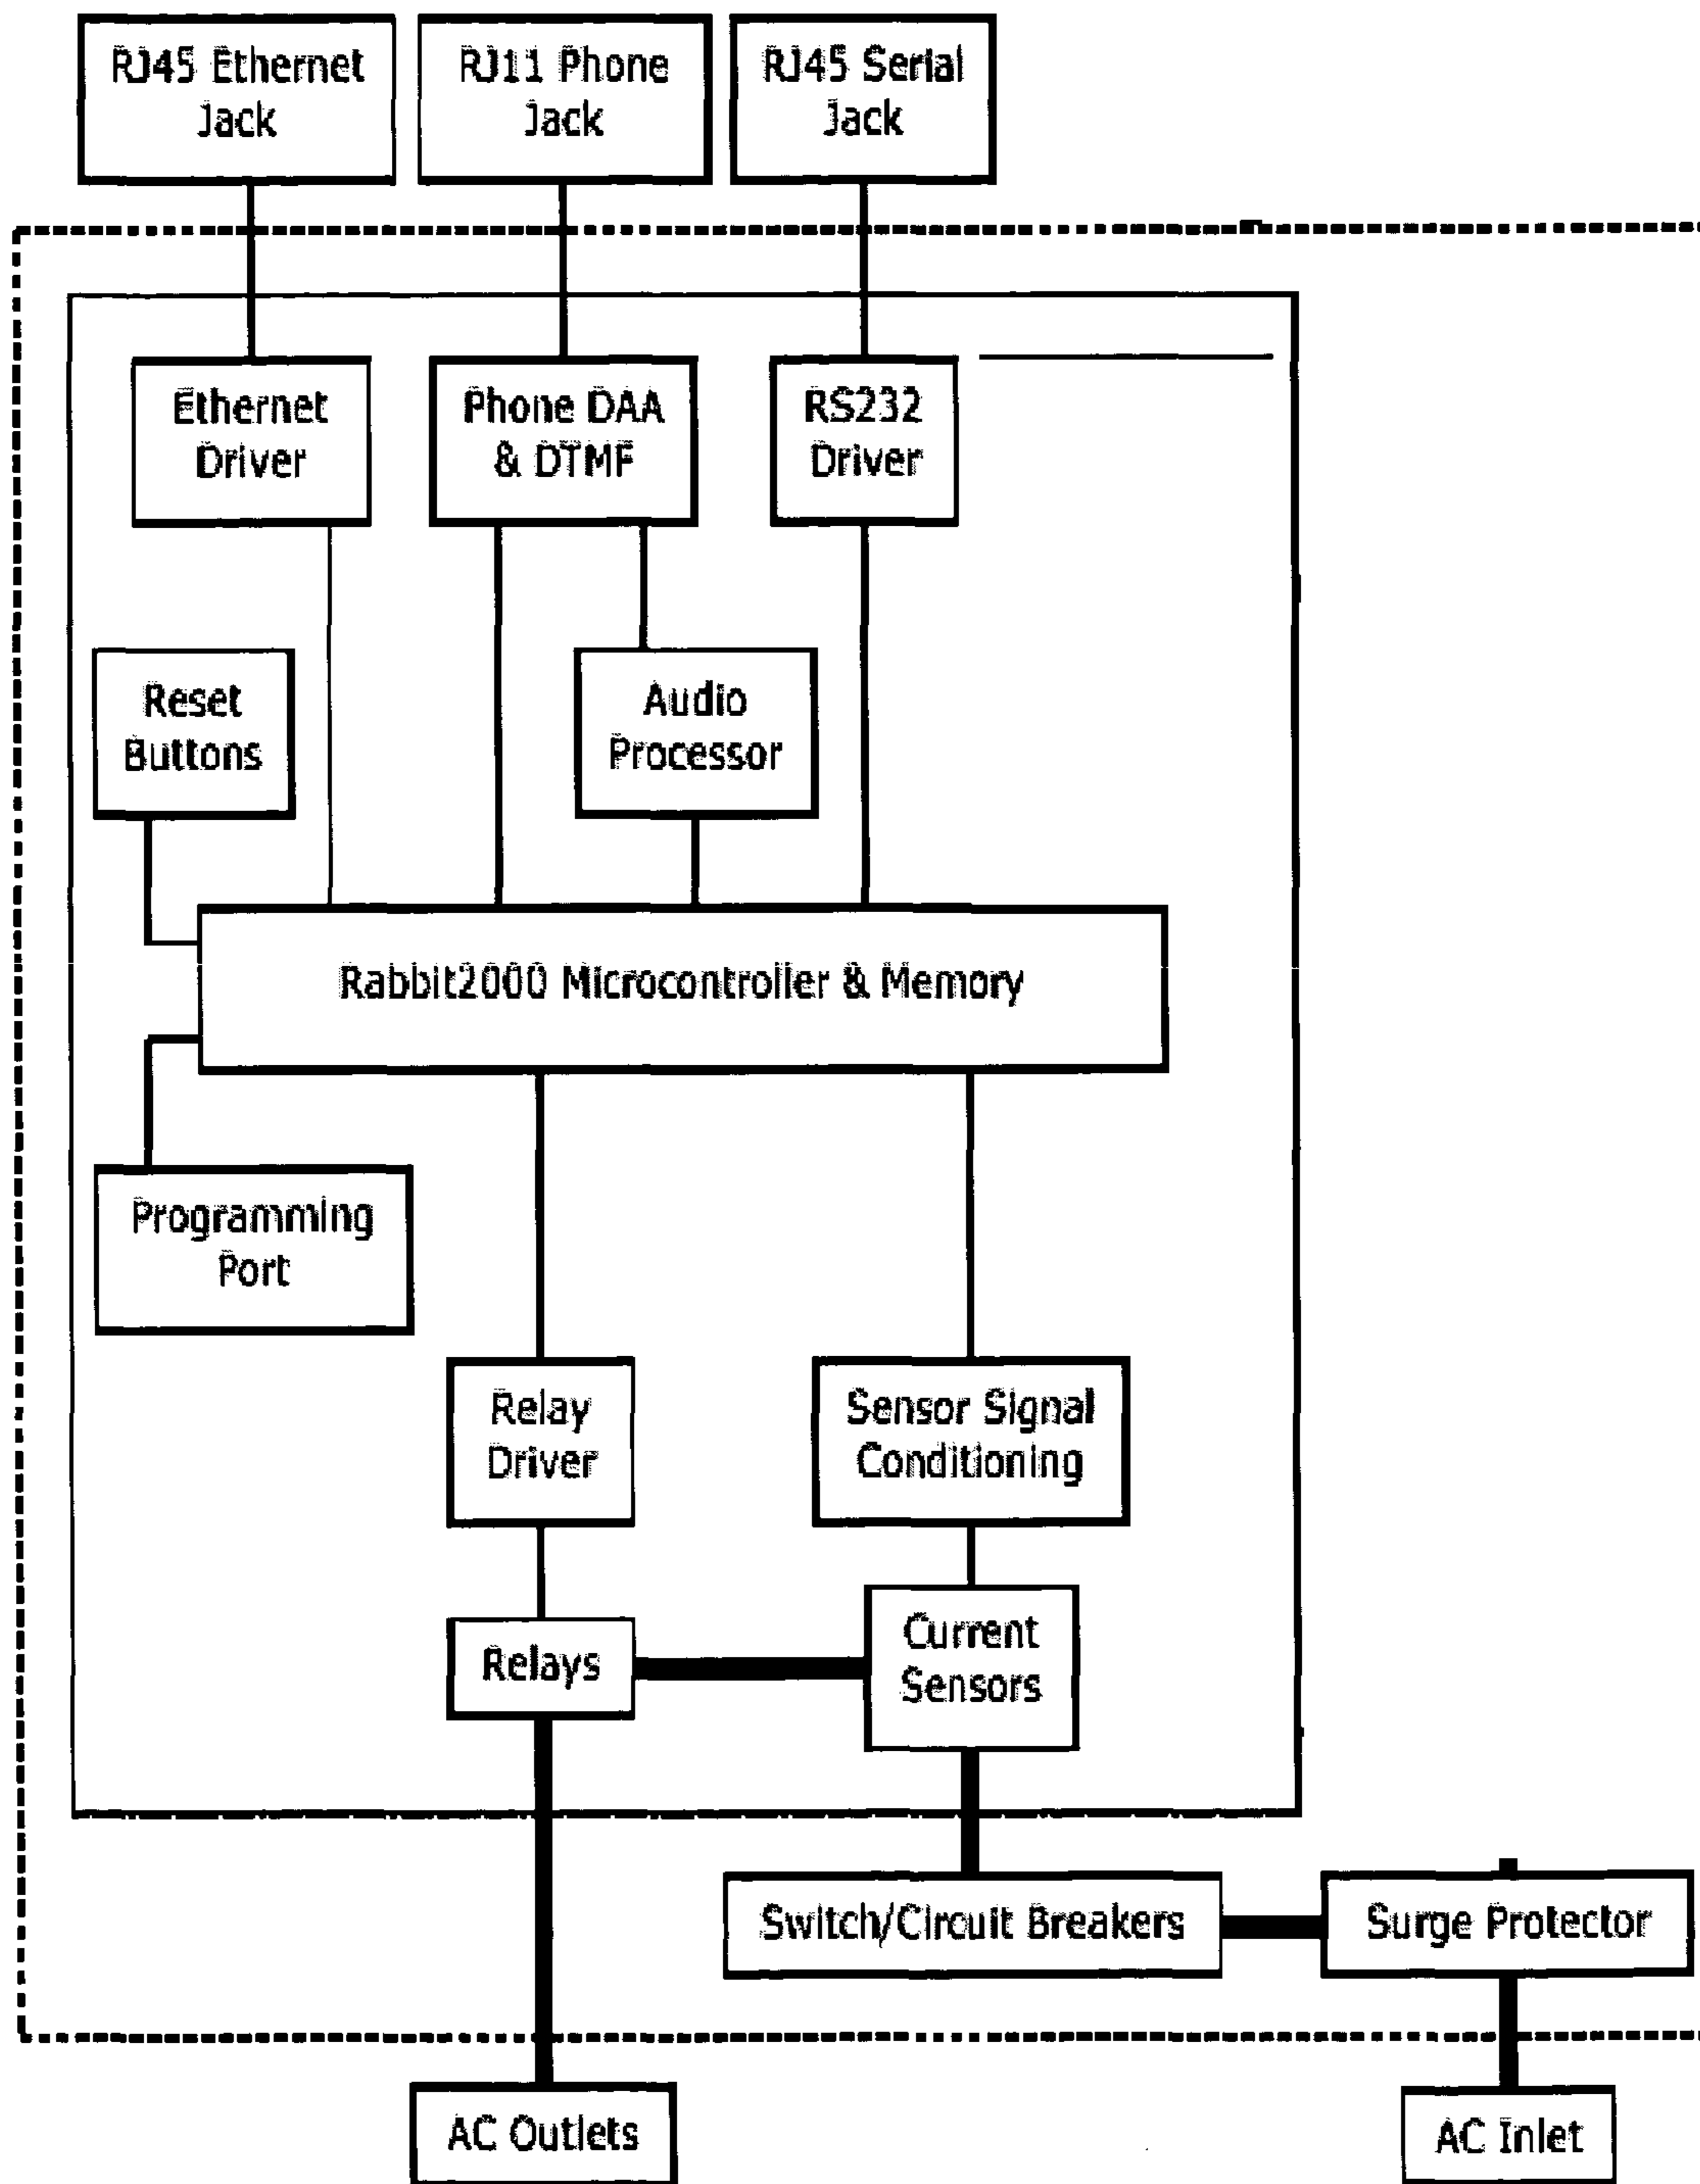 RJ45 Ethernet
Jack
RJ11 Phone
Jack
RJ45 Serial
Jack
Ethernet
Driver
Phone DAA
& DTMF
RS232
Driver
Reset
Buttons
Audio
Processor
Rabbit2000 Microcontroller & Memory
Programming
Port
Relay
Driver
Sensor Signal
Conditioning
Relays
Current
Sensors
Switch/Circuit Breakers
Surge Protector
AC Outlets
AC Inlet